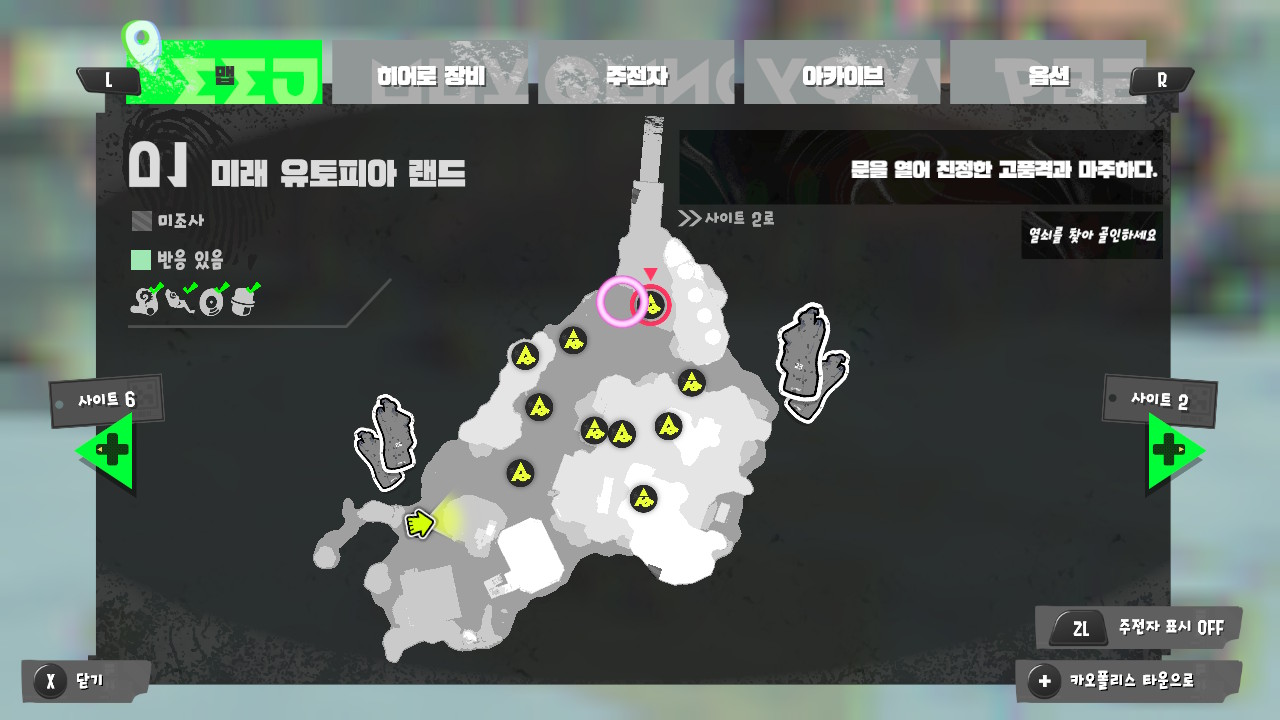 L
맵
히어로 장비
주전자
아카이브
옵션
R
01 미래 유토피아 랜드
미조사
반응 있음
문을 열어 진정한 고품격과 마주하다.
사이트 2로
열쇠를 찾아 골인하세요
사이트 6
사이트 2
ZL 주전자 표시 OFF
X 닫기
+ 카오폴리스 타운으로